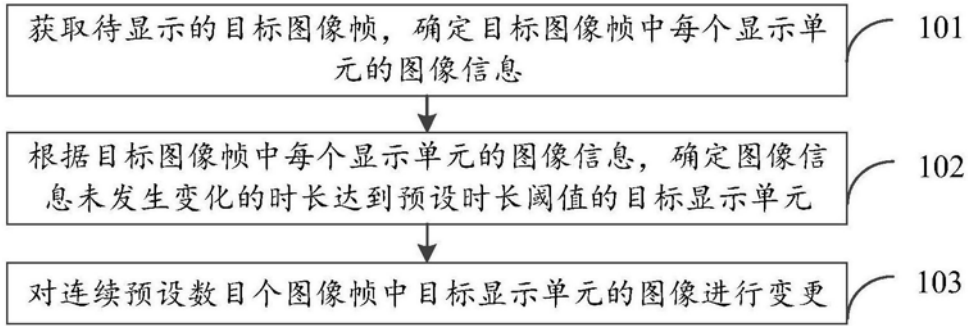 获取待显示的目标图像帧，确定目标图像帧中每个显示单
元的图像信息
101
根据目标图像帧中每个显示单元的图像信息，确定图像信
息未发生变化的时长达到预设时长阈值的目标显示单元
102
对连续预设数目个图像帧中目标显示单元的图像进行变更
103